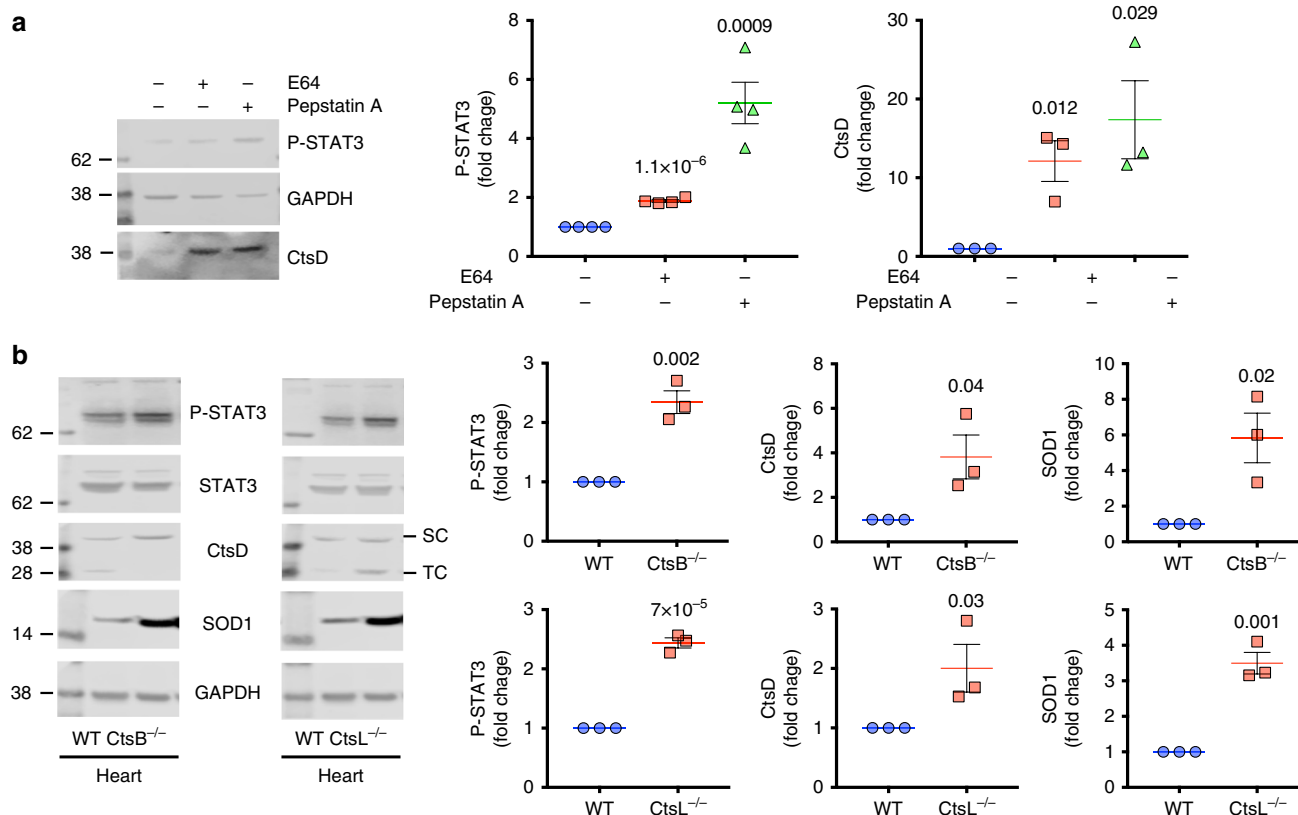 a
– + – E64
– – + Pepstatin A
P-STAT3
62
38
GAPDH
38
CtsD
P-STAT3
(fold chage)
8
6
4
2
0
1.1×10⁻⁶
0.0009
E64 – + –
Pepstatin A – – +
CtsD
(fold change)
30
20
10
0
0.012
0.029
E64 – + –
Pepstatin A – – +
b
P-STAT3
62
STAT3
62
CtsD
38
28
SC
TC
SOD1
14
GAPDH
38
WT CtsB⁻/⁻
Heart
WT CtsL⁻/⁻
Heart
P-STAT3
(fold chage)
3
2
1
0
0.002
WT CtsB⁻/⁻
CtsD
(fold chage)
8
6
4
2
0
0.04
WT CtsB⁻/⁻
SOD1
(fold chage)
10
8
6
4
2
0
0.02
WT CtsB⁻/⁻
P-STAT3
(fold chage)
3
2
1
0
7×10⁻⁵
WT CtsL⁻/⁻
CtsD
(fold chage)
3
2
1
0
0.03
WT CtsL⁻/⁻
SOD1
(fold chage)
5
4
3
2
1
0
0.001
WT CtsL⁻/⁻